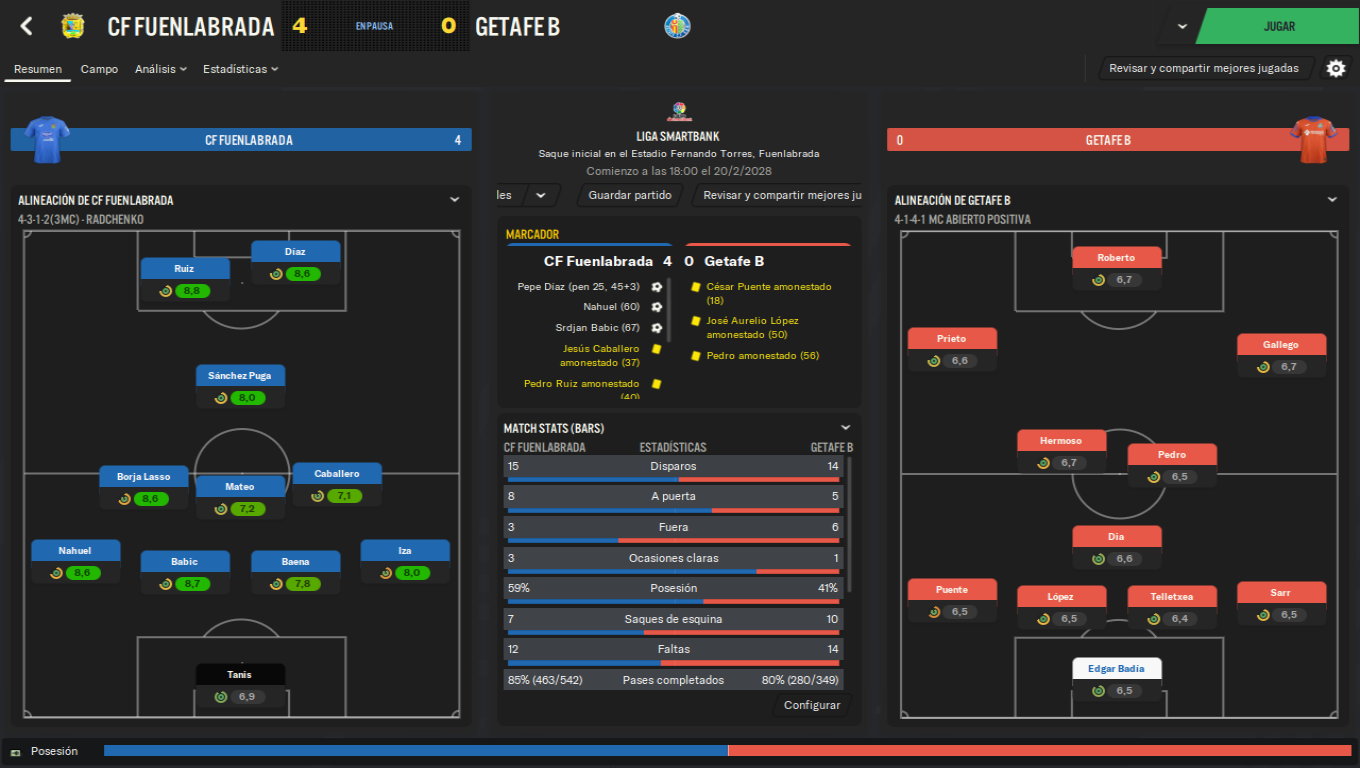 CF FUENLABRADA 4 EN PAUSA 0 GETAFE B
JUGAR
Resumen Campo Análisis Estadísticas
Revisar y compartir mejores jugadas
CF FUENLABRADA 4
ALINEACIÓN DE CF FUENLABRADA
4-3-1-2(3MC) - RADCHENKO
Díaz
8,6
Ruiz
8,8
Sánchez Puga
8,0
Caballero
7,1
Borja Lasso
8,6
Mateo
7,2
Nahuel
8,6
Iza
8,0
Babic
8,7
Baena
7,8
Tanis
6,9
LIGA SMARTBANK
Saque inicial en el Estadio Fernando Torres, Fuenlabrada
Comienzo a las 18:00 el 20/2/2028
les Guardar partido Revisar y compartir mejores ju
MARCADOR
CF Fuenlabrada 4 0 Getafe B
Pepe Díaz (pen 25, 45+3)
Nahuel (60)
Srdjan Babic (67)
Jesús Caballero
amonestado (37)
Pedro Ruiz amonestado
(40)
César Puente amonestado
(18)
José Aurelio López
amonestado (50)
Pedro amonestado (56)
MATCH STATS (BARS)
CF FUENLABRADA ESTADÍSTICAS GETAFE B
15 Disparos 14
8 A puerta 5
3 Fuera 6
3 Ocasiones claras 1
59% Posesión 41%
7 Saques de esquina 10
12 Faltas 14
85% (463/542) Pases completados 80% (280/349)
Configurar
0 GETAFE B
ALINEACIÓN DE GETAFE B
4-1-4-1 MC ABIERTO POSITIVA
Roberto
6,7
Prieto
6,6
Gallego
6,7
Hermoso
6,7
Pedro
6,5
Dia
6,6
Puente
6,5
López
6,5
Telletxea
6,4
Sarr
6,5
Edgar Badía
6,5
Posesión